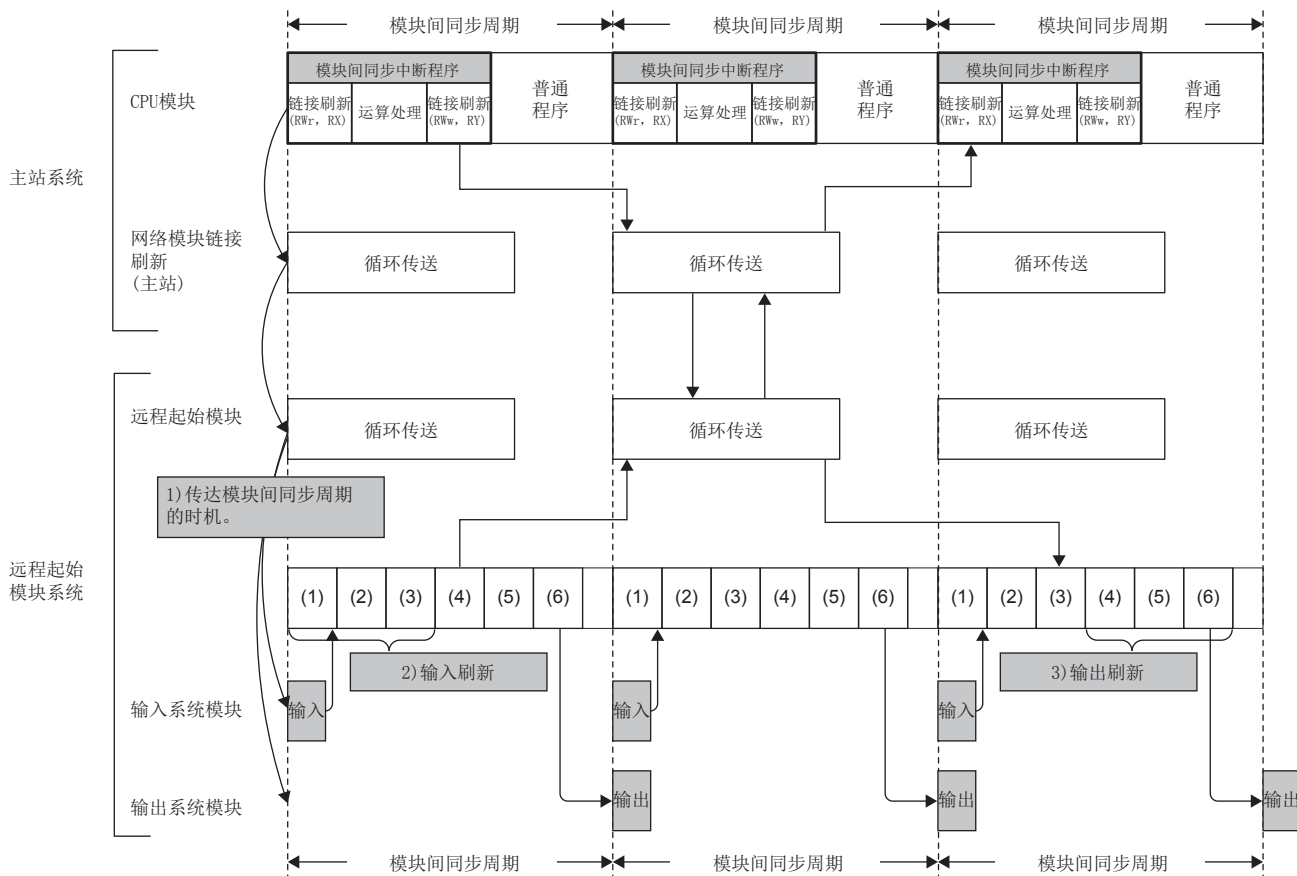 模块间同步周期 模块间同步周期 模块间同步周期
模块间同步中断程序 模块间同步中断程序 模块间同步中断程序
CPU模块
链接刷新
(RWr, RX)
运算处理
链接刷新
(RWw, RY)
普通
程序
链接刷新
(RWr, RX)
运算处理
链接刷新
(RWw, RY)
普通
程序
链接刷新
(RWr, RX)
运算处理
链接刷新
(RWw, RY)
普通
程序
主站系统
网络模块链接
刷新
(主站)
循环传送 循环传送 循环传送
远程起始模块
循环传送 循环传送 循环传送
1)传达模块间同步周期
的时机。
远程起始
模块系统
(1) (2) (3) (4) (5) (6) (1) (2) (3) (4) (5) (6) (1) (2) (3) (4) (5) (6)
2)输入刷新 3)输出刷新
输入系统模块
输入 输入 输入
输出系统模块
输出 输出 输出
模块间同步周期 模块间同步周期 模块间同步周期